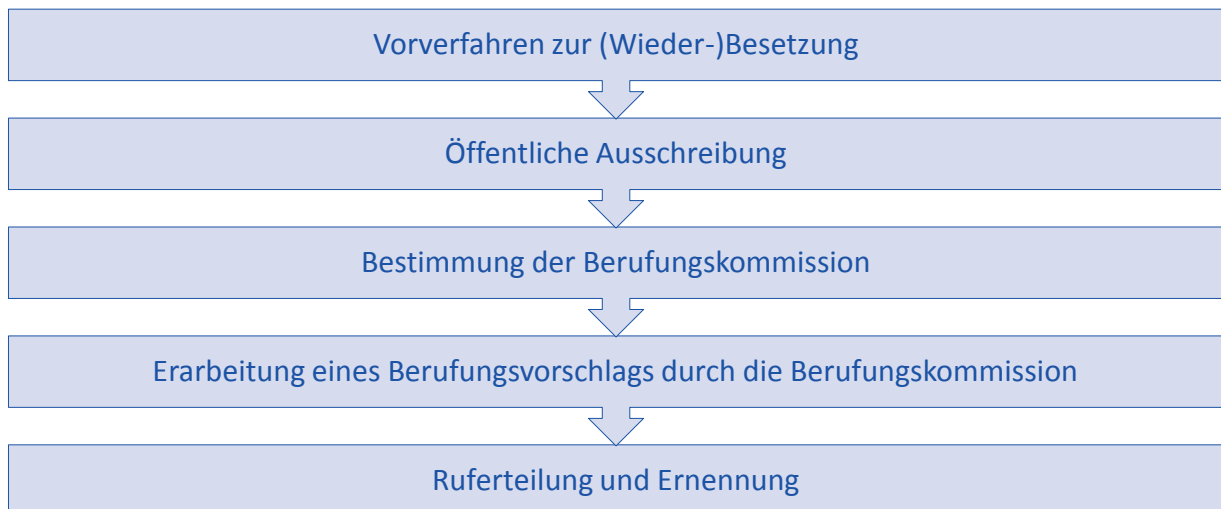 Vorverfahren zur (Wieder-)Besetzung
Öffentliche Ausschreibung
Bestimmung der Berufungskommission
Erarbeitung eines Berufungsvorschlags durch die Berufungskommission
Ruferteilung und Ernennung